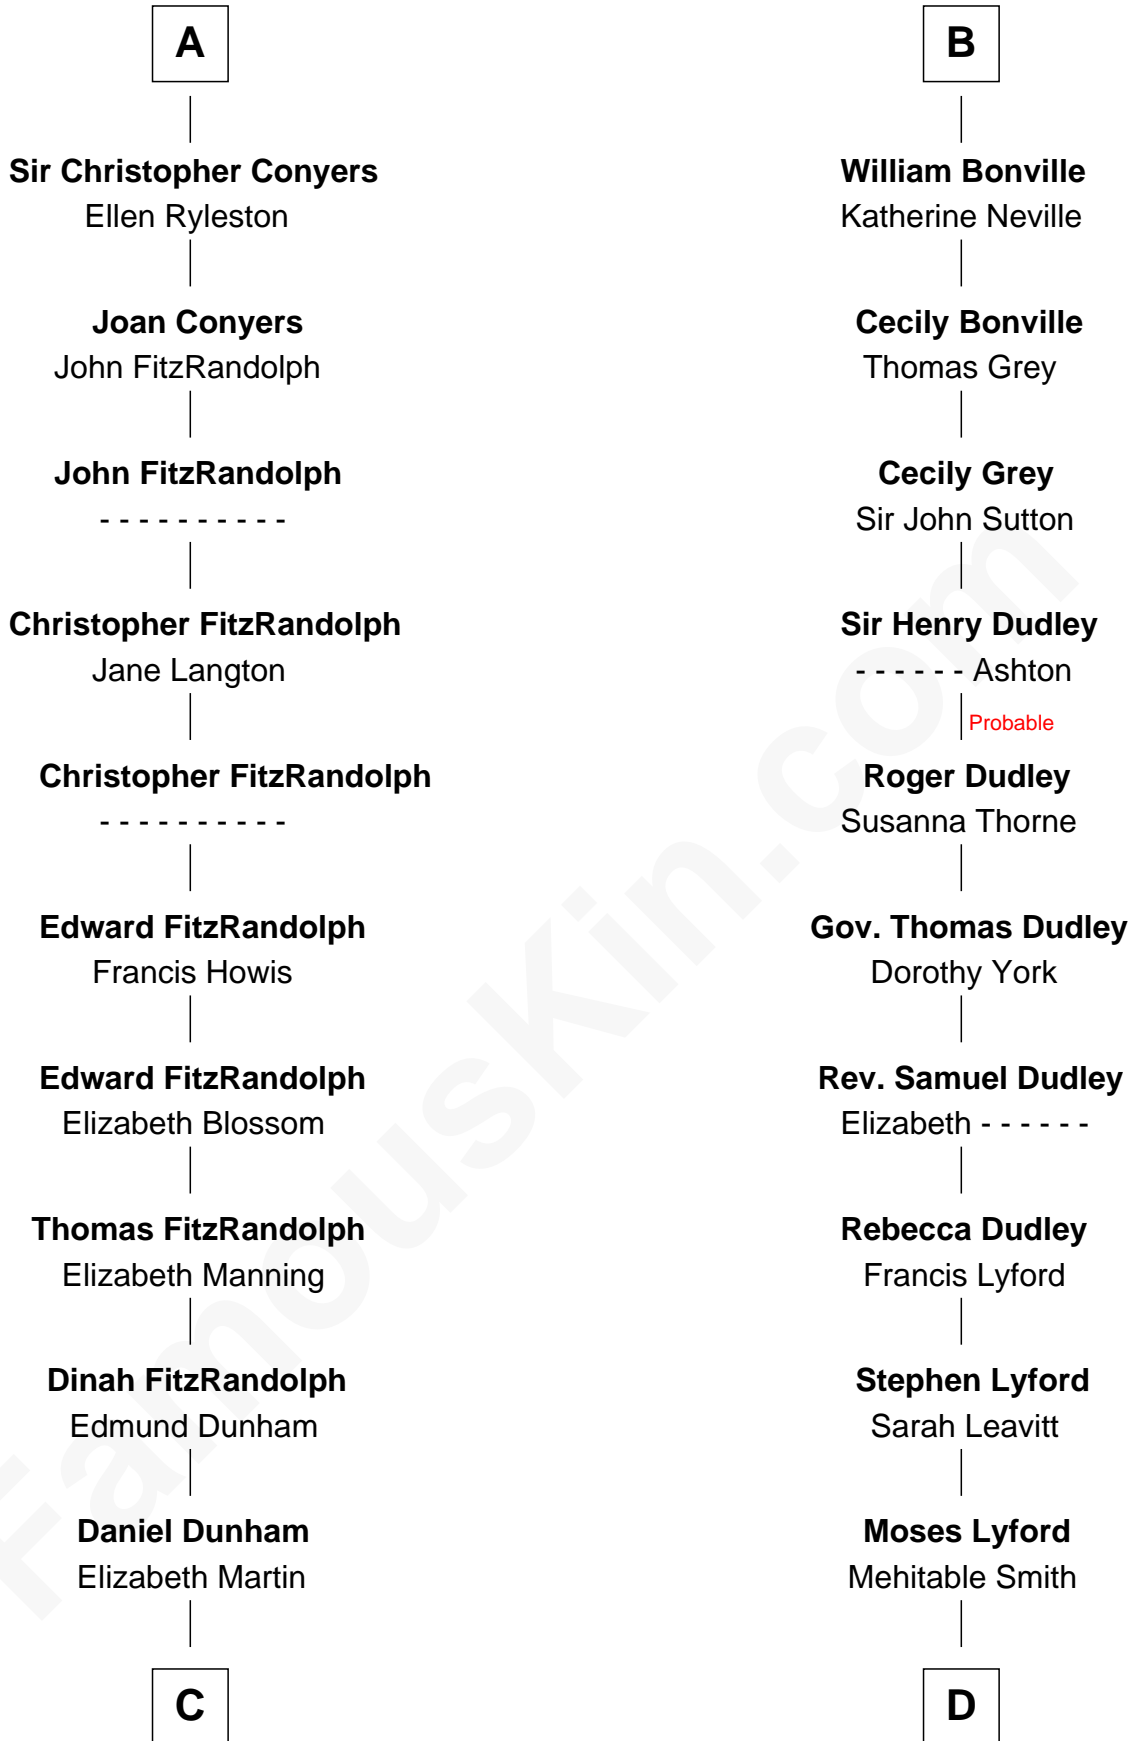 A
Sir Christopher Conyers
Ellen Ryleston
Joan Conyers
John FitzRandolph
John FitzRandolph
- - - - - - - - - -
Christopher FitzRandolph
Jane Langton
Christopher FitzRandolph
- - - - - - - - - -
Edward FitzRandolph
Francis Howis
Edward FitzRandolph
Elizabeth Blossom
Thomas FitzRandolph
Elizabeth Manning
Dinah FitzRandolph
Edmund Dunham
Daniel Dunham
Elizabeth Martin
C
B
William Bonville
Katherine Neville
Cecily Bonville
Thomas Grey
Cecily Grey
Sir John Sutton
Sir Henry Dudley
- - - - - - Ashton
Probable
Roger Dudley
Susanna Thorne
Gov. Thomas Dudley
Dorothy York
Rev. Samuel Dudley
Elizabeth - - - - - -
Rebecca Dudley
Francis Lyford
Stephen Lyford
Sarah Leavitt
Moses Lyford
Mehitable Smith
D
FamousKin.com